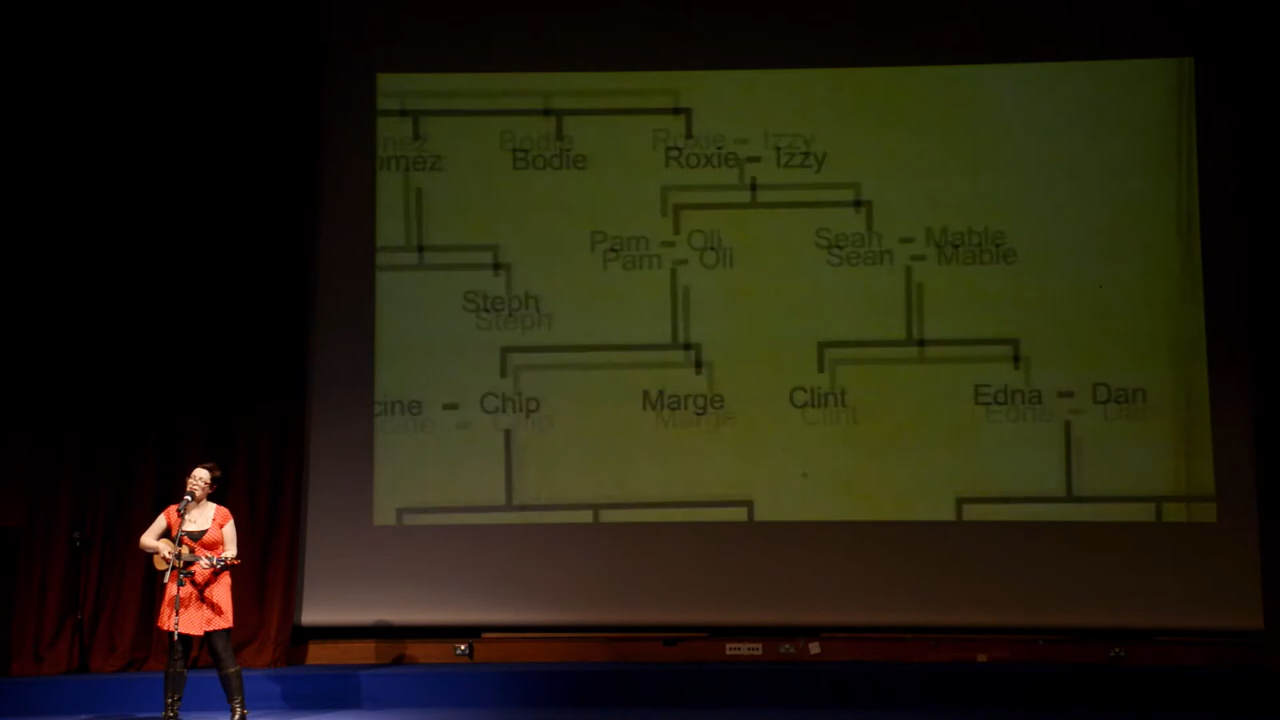 Bodie
Roxie - Izzy
Pam - Oli
Sean - Mable
Steph
Chip
Marge
Clint
Edna - Dan